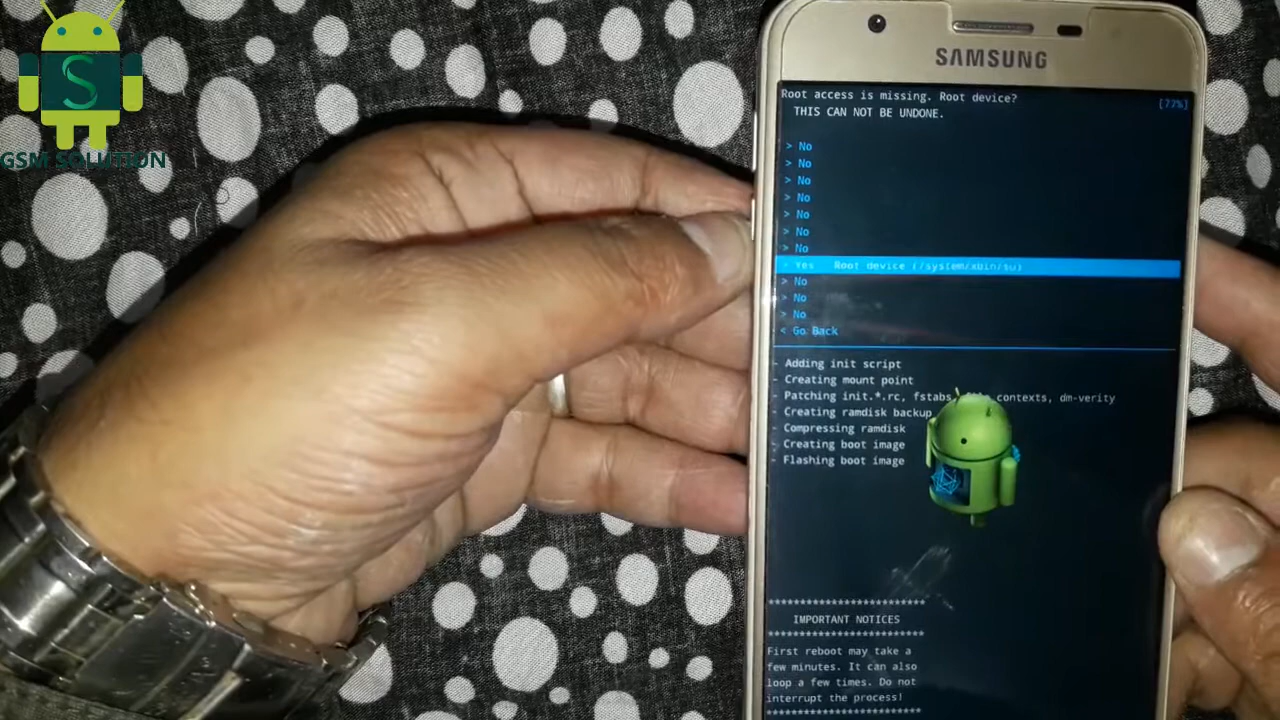 S
GSM SOLUTION
SAMSUNG
Root access is missing. Root device?
[73%]
THIS CAN NOT BE UNDONE.
> No
> No
> No
> No
> No
> No
> No
- Yes Root device (/system/xbin/su)
> No
> No
> No
< Go Back
- Adding init script
- Creating mount point
- Patching init.*.rc, fstabs, contexts, dm-verity
- Creating ramdisk backup
- Compressing ramdisk
- Creating boot image
- Flashing boot image
*************************
IMPORTANT NOTICES
*************************
First reboot may take a
few minutes. It can also
loop a few times. Do not
interrupt the process!
*************************